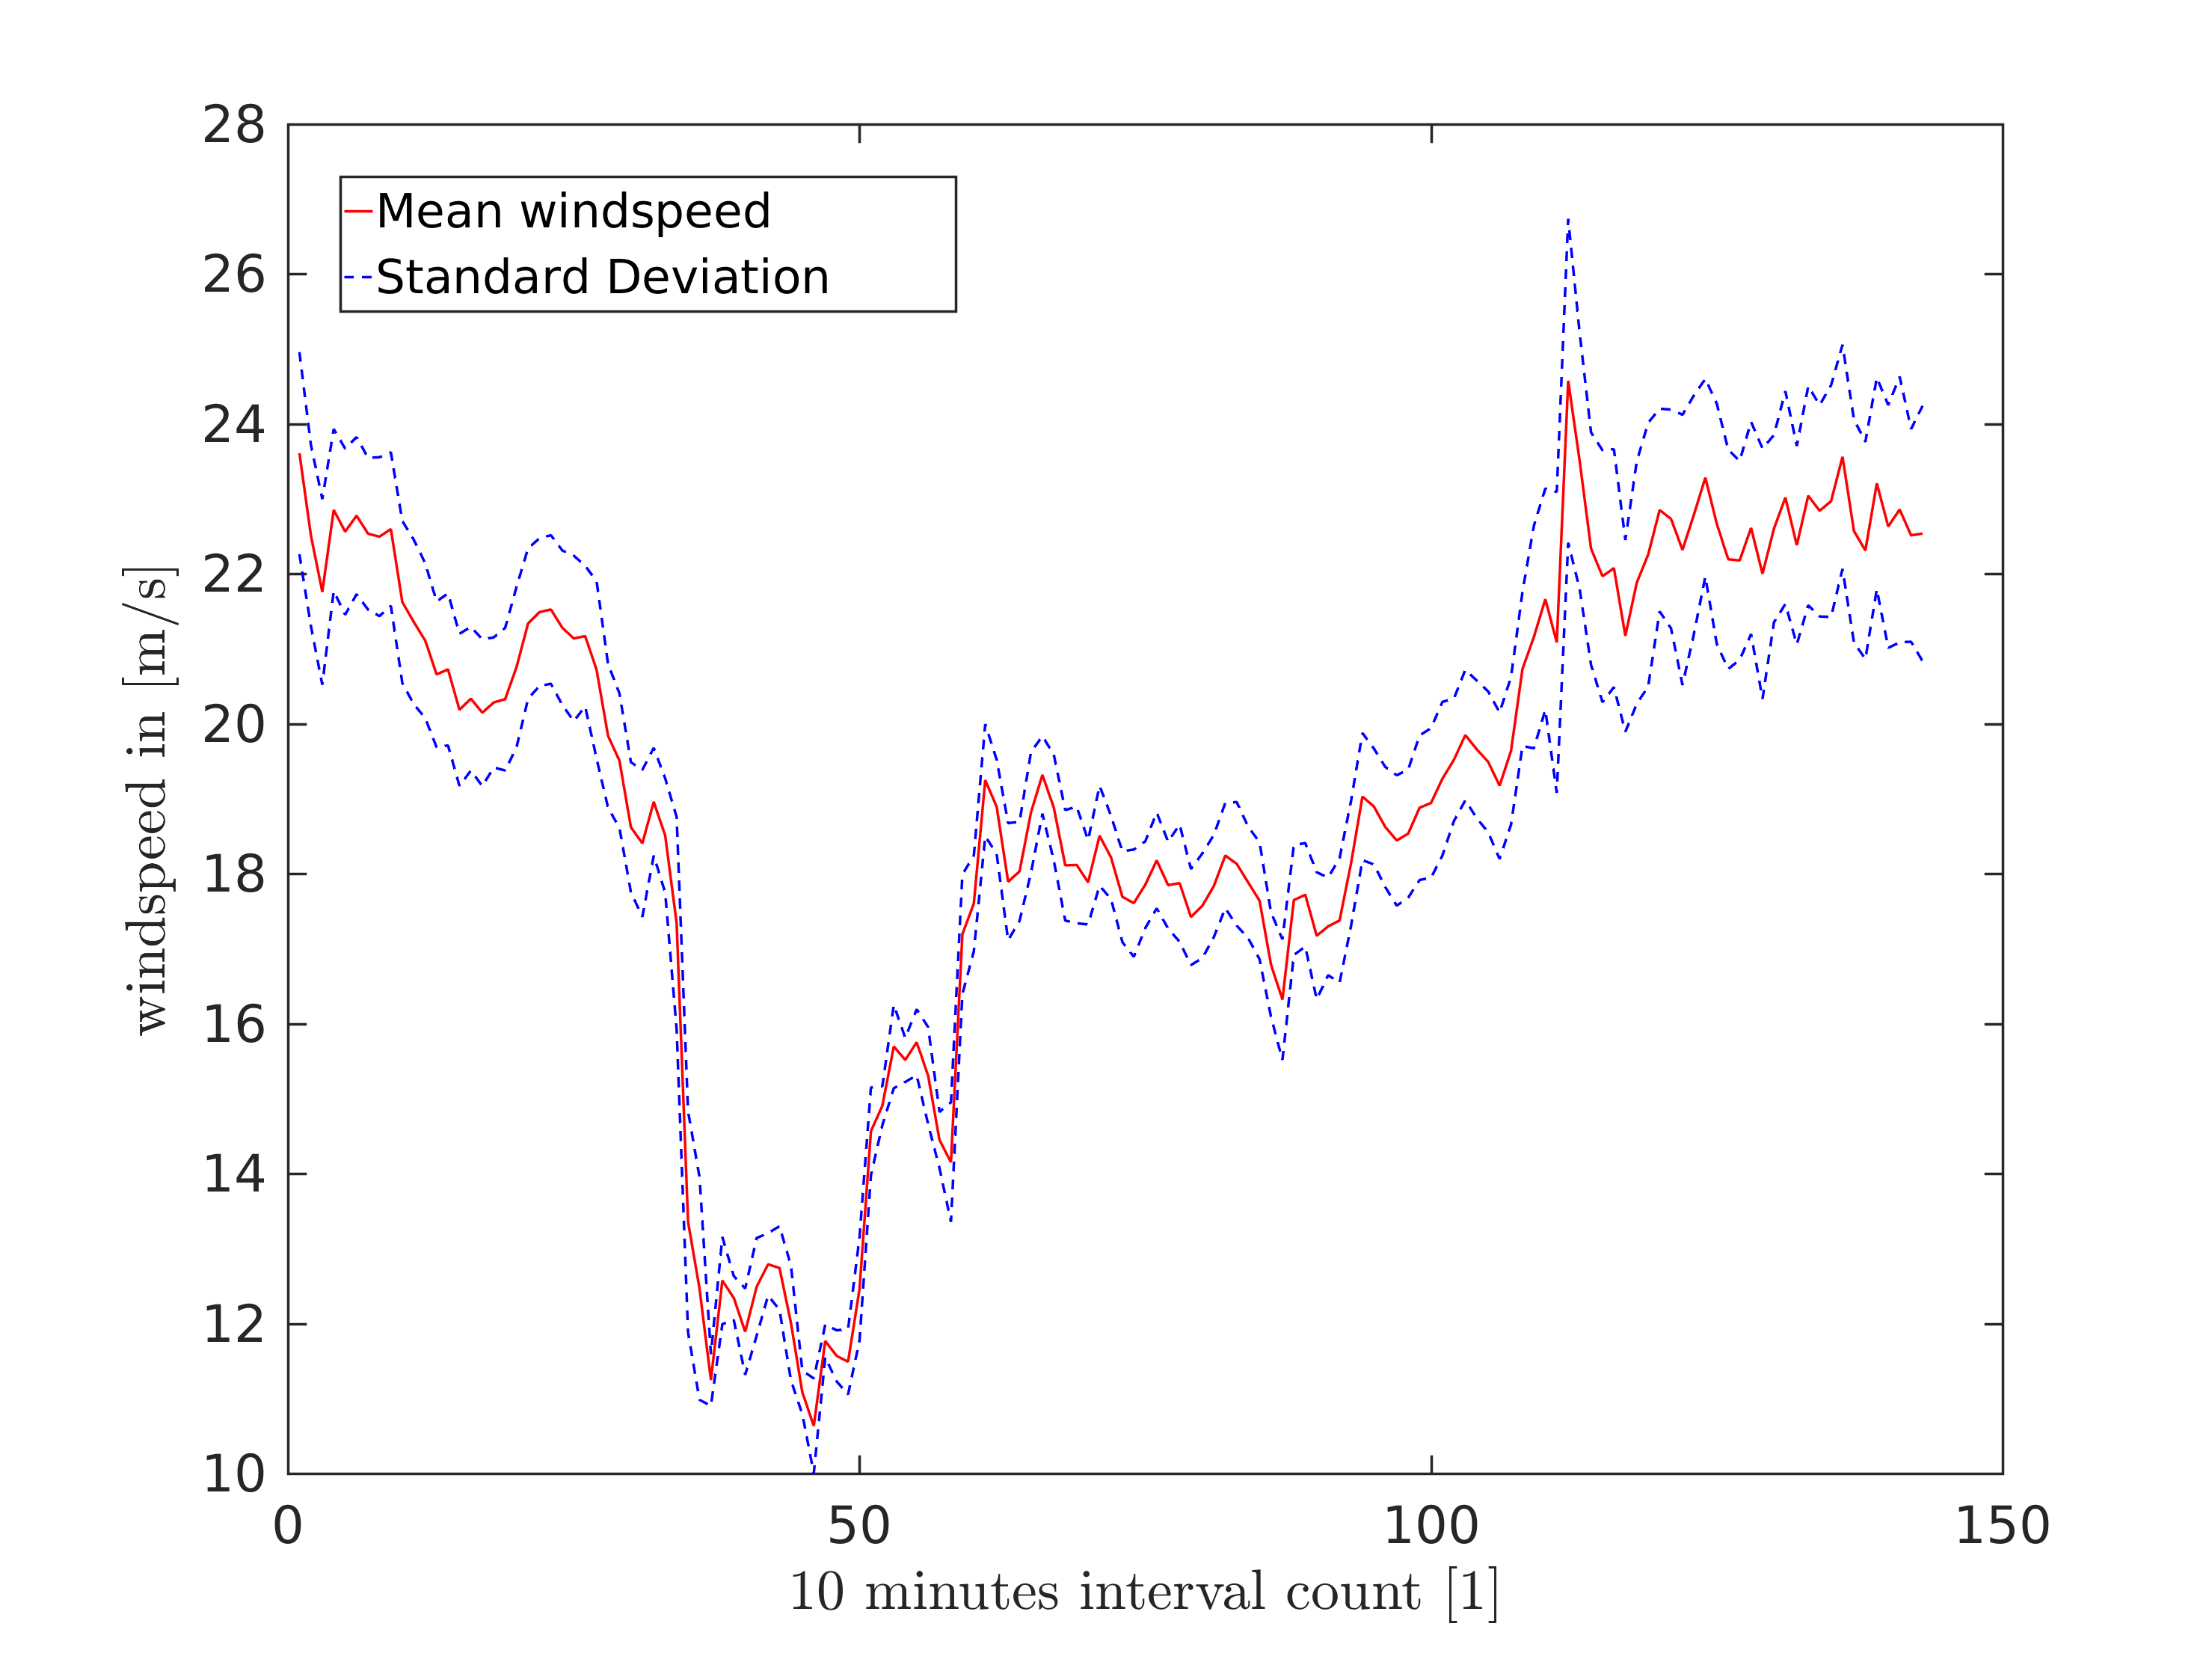 28
26
24
22
20
18
16
14
12
10
windspeed in [m/s]
Mean windspeed
Standard Deviation
0 50 100 150
10 minutes interval count [1]